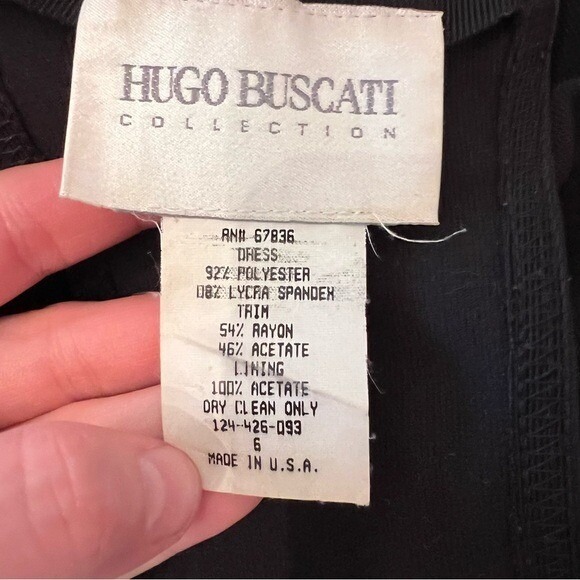 HUGO BUSCATI
COLLECTION
RN# 67836
DRESS
92% POLYESTER
08% LYCRA SPANDEX
TRIM
54% RAYON
46% ACETATE
LINING
100% ACETATE
DRY CLEAN ONLY
124-426-093
6
MADE IN U.S.A.